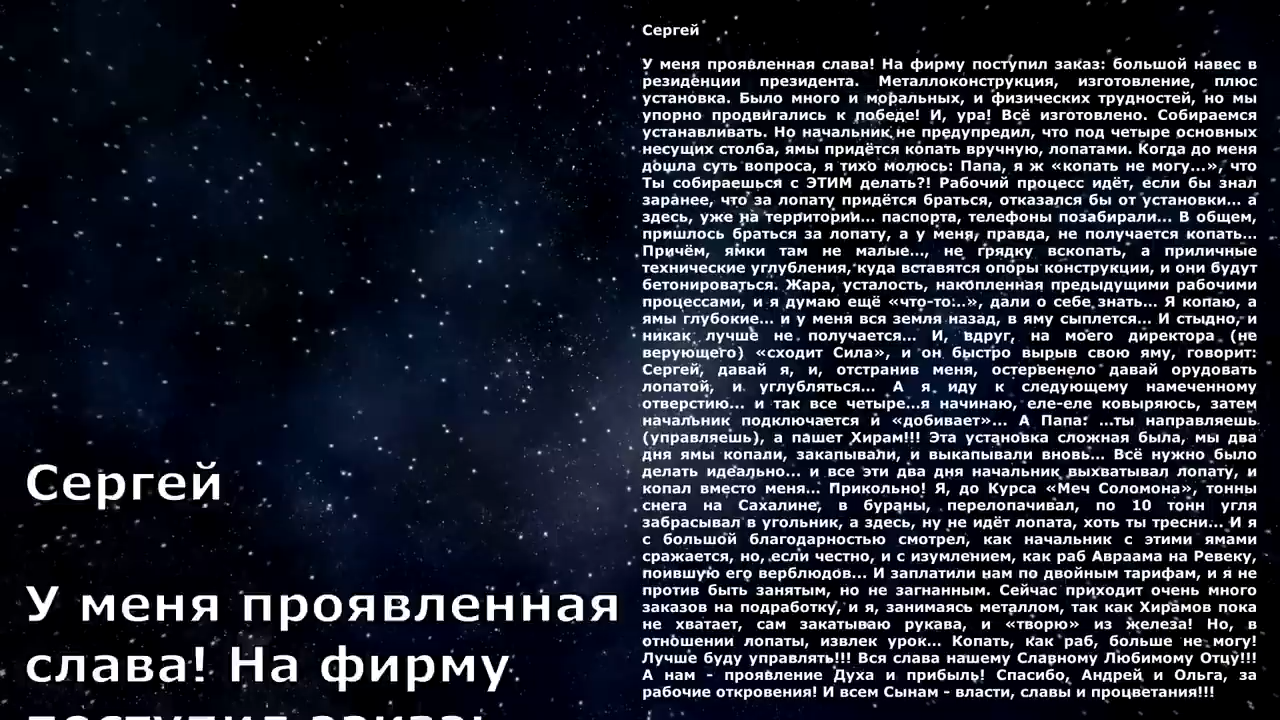 Сергей
У меня проявленная
слава! На фирму
поступил заказ:
Сергей
У меня проявленная слава! На фирму поступил заказ: большой навес в
резиденции президента. Металлоконструкция, изготовление, плюс
установка. Было много и моральных, и физических трудностей, но мы
упорно продвигались к победе! И, ура! Всё изготовлено. Собираемся
устанавливать. Но начальник не предупредил, что под четыре основных
несущих столба, ямы придётся копать вручную, лопатами. Когда до меня
дошла суть вопроса, я тихо молюсь: Папа, я ж «копать не могу...», что
Ты собираешься с ЭТИМ делать?! Рабочий процесс идёт, если бы знал
заранее, что за лопату придётся браться, отказался бы от установки... а
здесь, уже на территории... паспорта, телефоны позабирали... В общем,
пришлось браться за лопату, а у меня, правда, не получается копать...
Причём, ямки там не малые..., не грядку вскопать, а приличные
технические углубления, куда вставятся опоры конструкции, и они будут
бетонироваться. Жара, усталость, накопленная предыдущими рабочими
процессами, и я думаю ещё «что-то...», дали о себе знать... Я копаю, а
ямы глубокие... и у меня вся земля назад, в яму сыплется... И стыдно, и
никак лучше не получается... И, вдруг, на моего директора (не
верующего) «сходит Сила», и он быстро вырыв свою яму, говорит:
Сергей, давай я, и, отстранив меня, остервенело давай орудовать
лопатой, и углубляться... А я иду к следующему намеченному
отверстию... и так все четыре...я начинаю, еле-еле ковыряюсь, затем
начальник подключается и «добивает»... А Папа: ...ты направляешь
(управляешь), а пашет Хирам!!! Эта установка сложная была, мы два
дня ямы копали, закапывали, и выкапывали вновь... Всё нужно было
делать идеально... и все эти два дня начальник выхватывал лопату, и
копал вместо меня... Прикольно! Я, до Курса «Меч Соломона», тонны
снега на Сахалине, в бураны, перелопачивал, по 10 тонн угля
забрасывал в угольник, а здесь, ну не идёт лопата, хоть ты тресни... И я
с большой благодарностью смотрел, как начальник с этими ямами
сражается, но, если честно, и с изумлением, как раб Авраама на Ревеку,
поившую его верблюдов... И заплатили нам по двойным тарифам, и я не
против быть занятым, но не загнанным. Сейчас приходит очень много
заказов на подработку, и я, занимаясь металлом, так как Хирамов пока
не хватает, сам закатываю рукава, и «творю» из железа! Но, в
отношении лопаты, извлек урок... Копать, как раб, больше не могу!
Лучше буду управлять!!! Вся слава нашему Славному Любимому Отцу!!!
А нам - проявление Духа и прибыль! Спасибо, Андрей и Ольга, за
рабочие откровения! И всем Сынам - власти, славы и процветания!!!